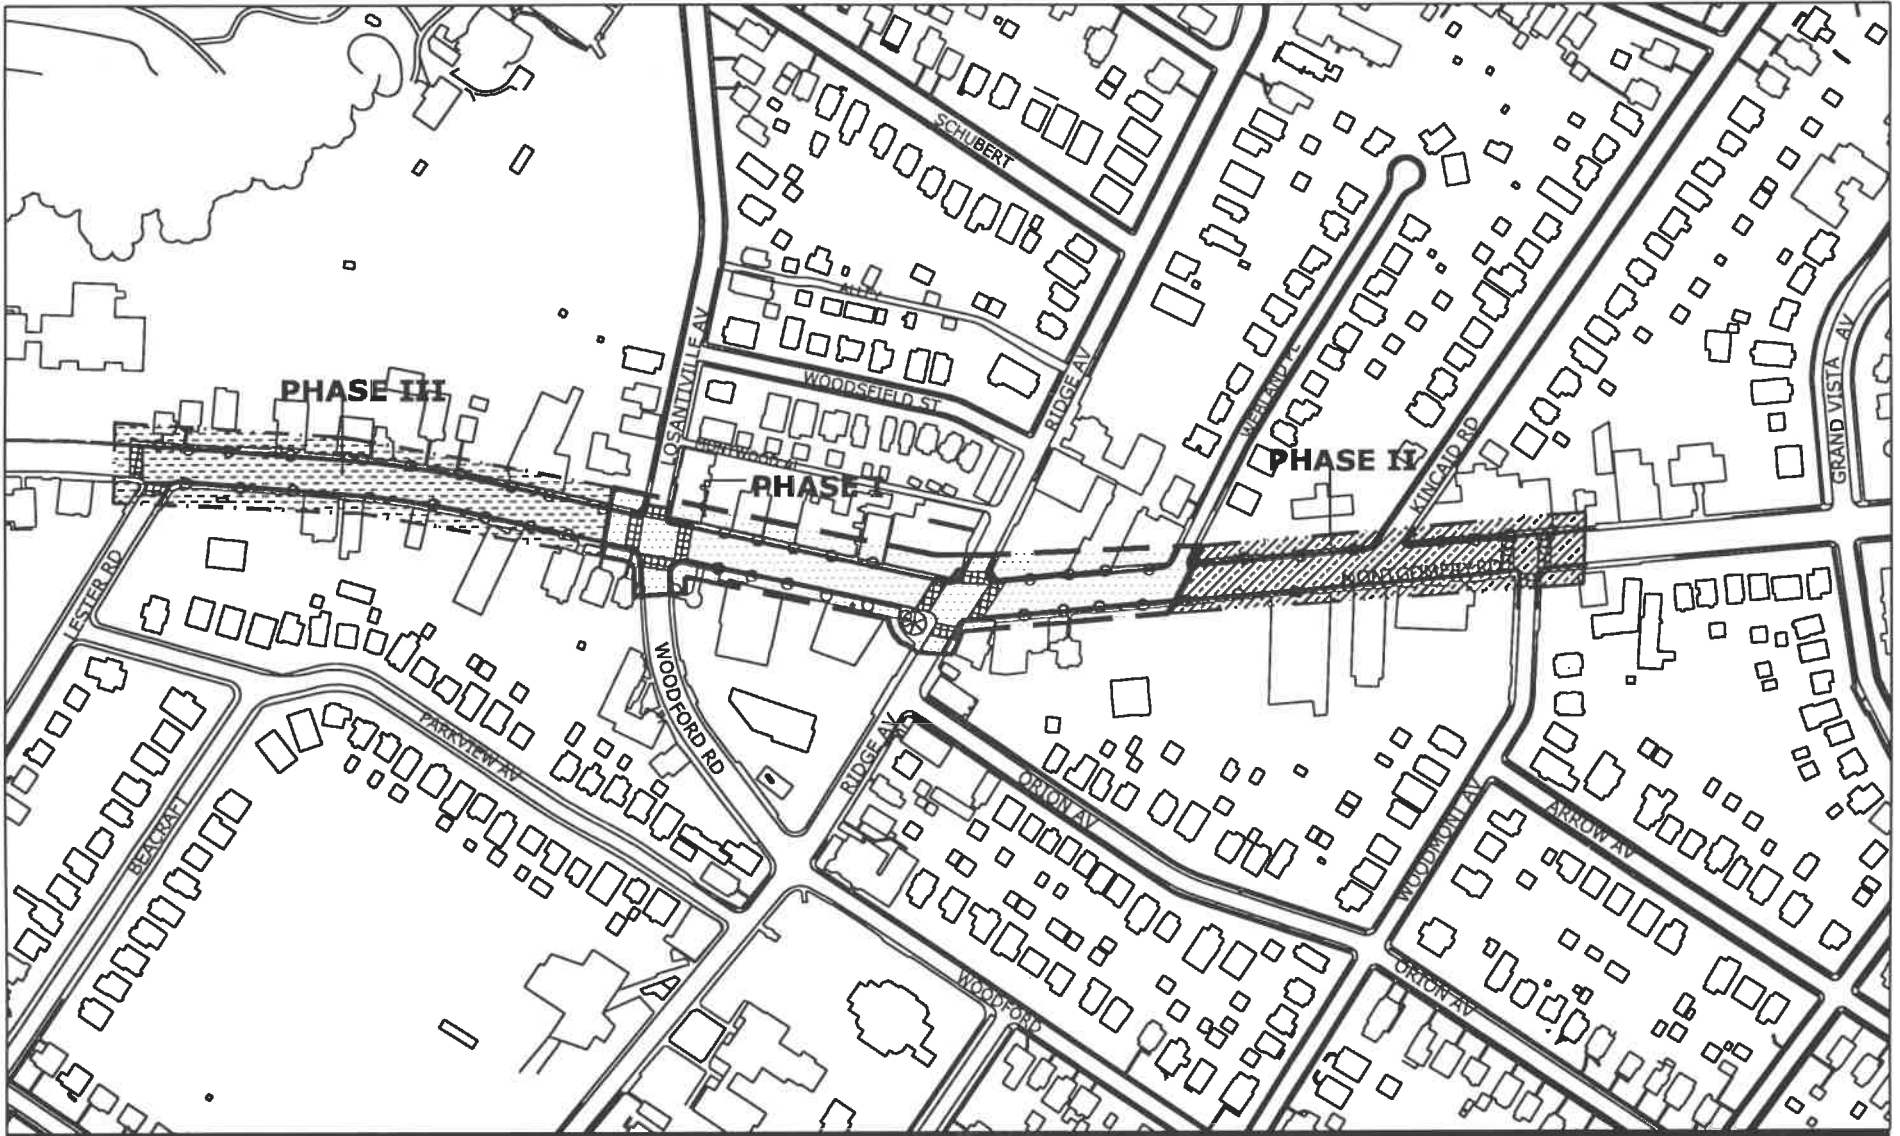 SCHUBERT
ALLEY
LOSANTIVILLE AV
WOODSFIELD ST
RIDGE AV
WEBLAND PL
GRAND VISTA AV
PHASE III
PHASE I
PHASE II
KINCAID RD
MONTGOMERY RD
LESTER RD
WOODFORD RD
PARKVIEW AV
RIDGE AV
ORION AV
BEACRAFT
WOODMONT AV
ARROW AV
WOODFORD
ORION AV